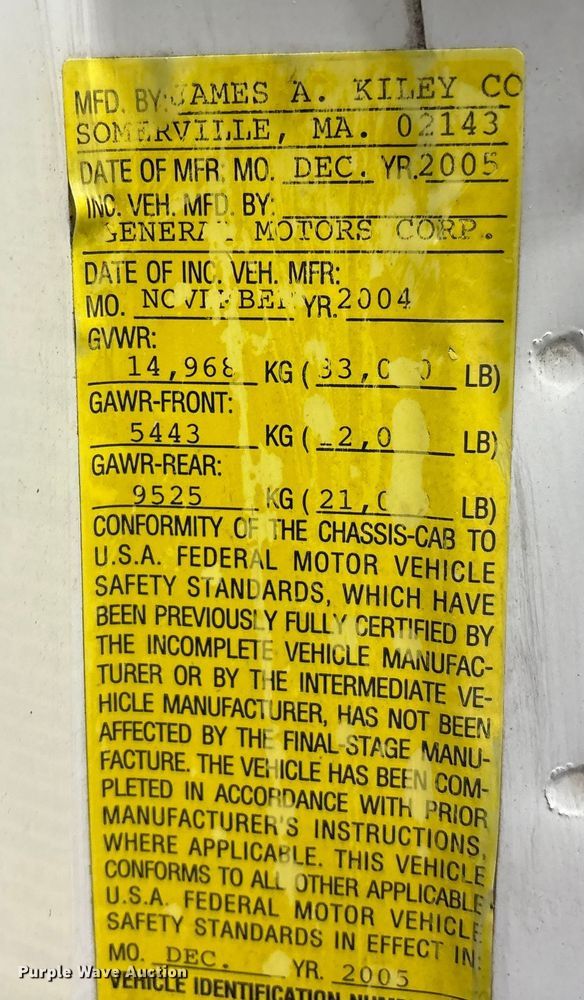 MFD. BY: JAMES A. KILEY CO
SOMERVILLE, MA. 02143
DATE OF MFR: MO. DEC. YR. 2005
INC. VEH. MFD. BY:
GENERAL MOTORS CORP.
DATE OF INC. VEH. MFR:
MO. NOVEMBER YR. 2004
GVWR:
14,968 KG ( 33,000 LB)
GAWR-FRONT:
5443 KG ( LB)
GAWR-REAR:
9525 KG ( LB)
CONFORMITY OF THE CHASSIS-CAB TO
U.S.A. FEDERAL MOTOR VEHICLE
SAFETY STANDARDS, WHICH HAVE
BEEN PREVIOUSLY FULLY CERTIFIED BY
THE INCOMPLETE VEHICLE MANUFAC-
TURER OR BY THE INTERMEDIATE VE-
HICLE MANUFACTURER, HAS NOT BEEN
AFFECTED BY THE FINAL-STAGE MANU-
FACTURE. THE VEHICLE HAS BEEN COM-
PLETED IN ACCORDANCE WITH PRIOR
MANUFACTURER'S INSTRUCTIONS,
WHERE APPLICABLE. THIS VEHICLE
CONFORMS TO ALL OTHER APPLICABLE
U.S.A. FEDERAL MOTOR VEHICLE
SAFETY STANDARDS IN EFFECT IN:
MO. DEC. YR. 2005
VEHICLE IDENTIFICATION
Purple Wave Auction